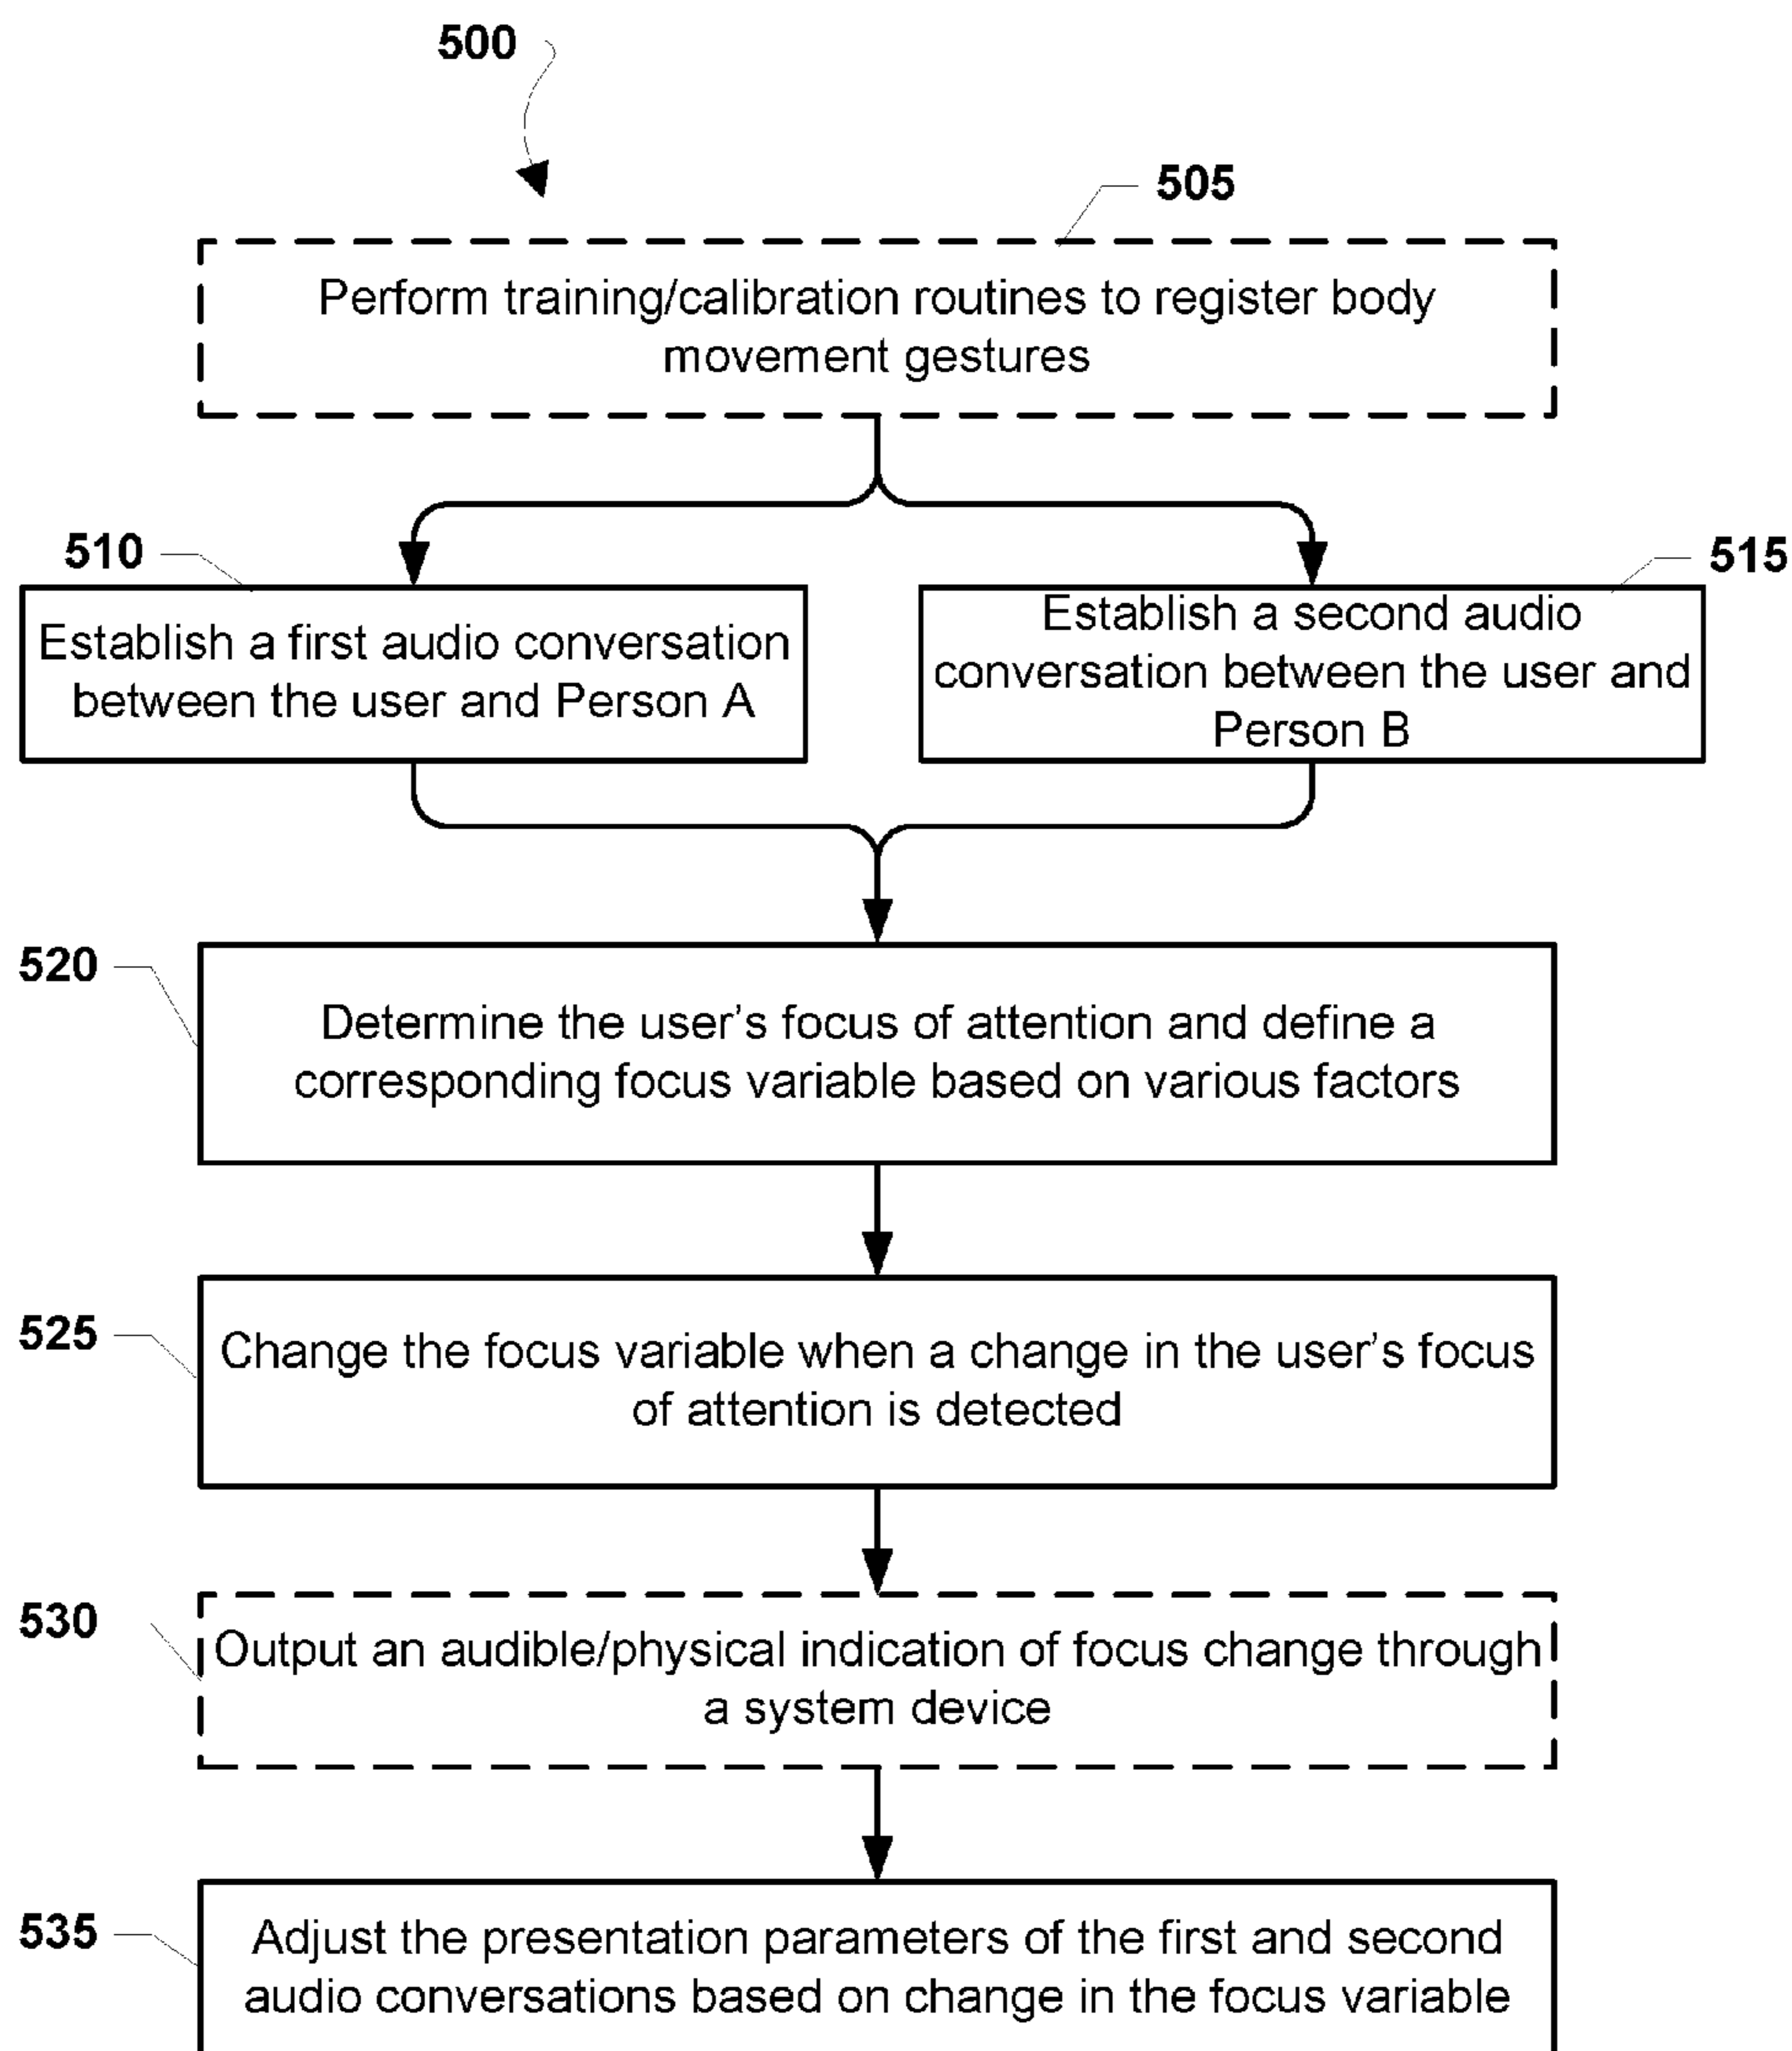 500
505
Perform training/calibration routines to register body
movement gestures
510
515
Establish a first audio conversation
between the user and Person A
Establish a second audio
conversation between the user and
Person B
520
Determine the user's focus of attention and define a
corresponding focus variable based on various factors
525
Change the focus variable when a change in the user's focus
of attention is detected
530
Output an audible/physical indication of focus change through
a system device
535
Adjust the presentation parameters of the first and second
audio conversations based on change in the focus variable